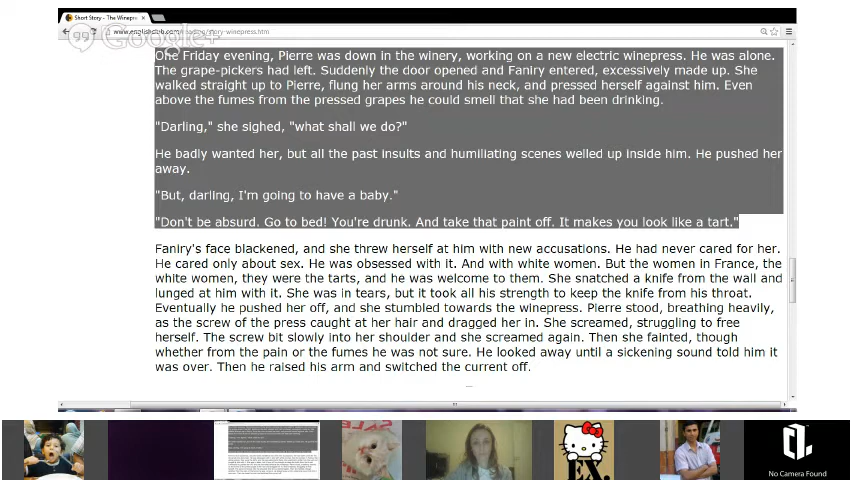 Short Story - The Winepre
Google+
www.englishclub.com/reading/story-winepress.htm
One Friday evening, Pierre was down in the winery, working on a new electric winepress. He was alone.
The grape-pickers had left. Suddenly the door opened and Faniry entered, excessively made up. She
walked straight up to Pierre, flung her arms around his neck, and pressed herself against him. Even
above the fumes from the pressed grapes he could smell that she had been drinking.
"Darling," she sighed, "what shall we do?"
He badly wanted her, but all the past insults and humiliating scenes welled up inside him. He pushed her
away.
"But, darling, I'm going to have a baby."
"Don't be absurd. Go to bed! You're drunk. And take that paint off. It makes you look like a tart."
Faniry's face blackened, and she threw herself at him with new accusations. He had never cared for her.
He cared only about sex. He was obsessed with it. And with white women. But the women in France, the
white women, they were the tarts, and he was welcome to them. She snatched a knife from the wall and
lunged at him with it. She was in tears, but it took all his strength to keep the knife from his throat.
Eventually he pushed her off, and she stumbled towards the winepress. Pierre stood, breathing heavily,
as the screw of the press caught at her hair and dragged her in. She screamed, struggling to free
herself. The screw bit slowly into her shoulder and she screamed again. Then she fainted, though
whether from the pain or the fumes he was not sure. He looked away until a sickening sound told him it
was over. Then he raised his arm and switched the current off.
SALE
EX.
No Camera Found